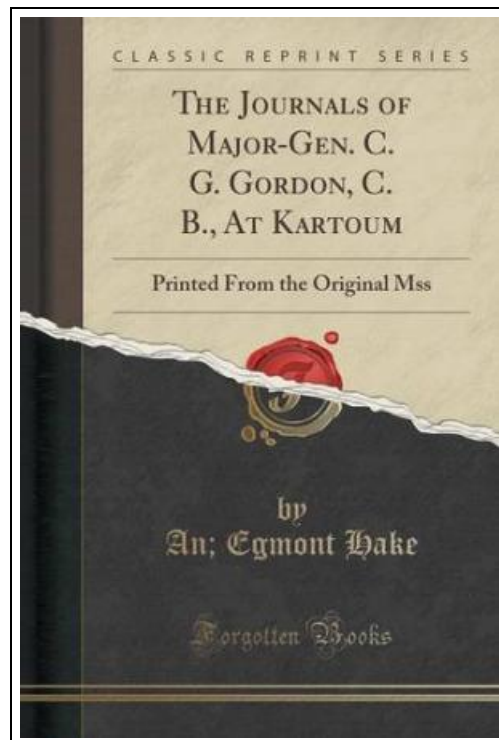 CLASSIC REPRINT SERIES
THE JOURNALS OF
MAJOR-GEN. C.
G. GORDON, C.
B., AT KARTOUM
Printed From the Original Mss
by
An; Egmont Hake
Forgotten Books